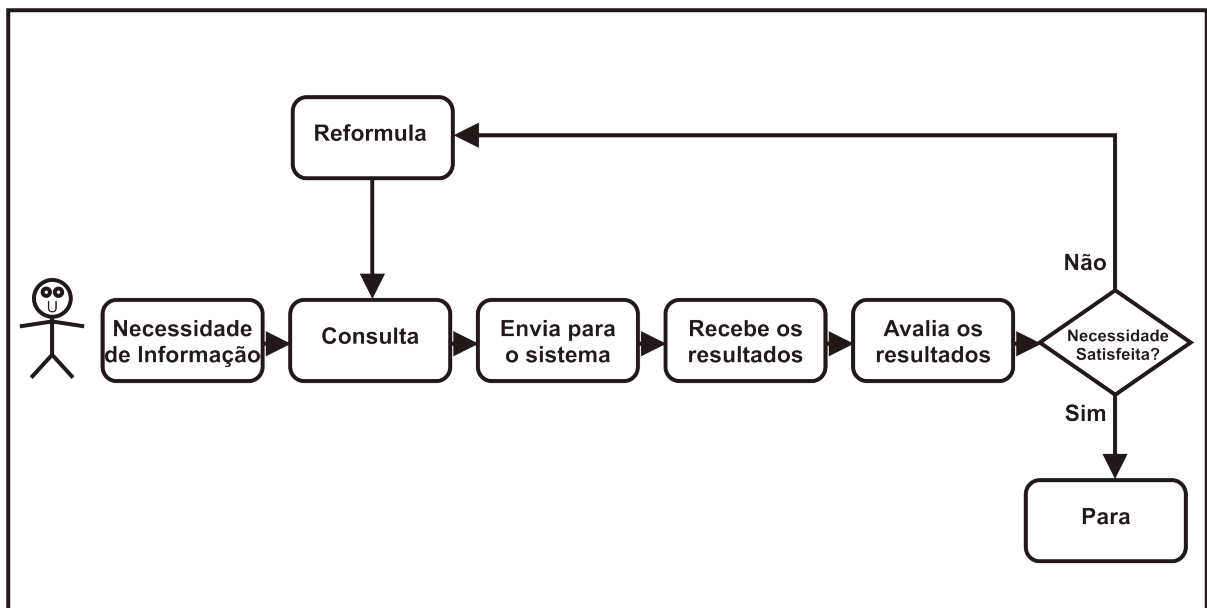 Reformula
Não
Necessidade
de Informação
Consulta
Envia para
o sistema
Recebe os
resultados
Avalia os
resultados
Necessidade
Satisfeita?
Sim
Para